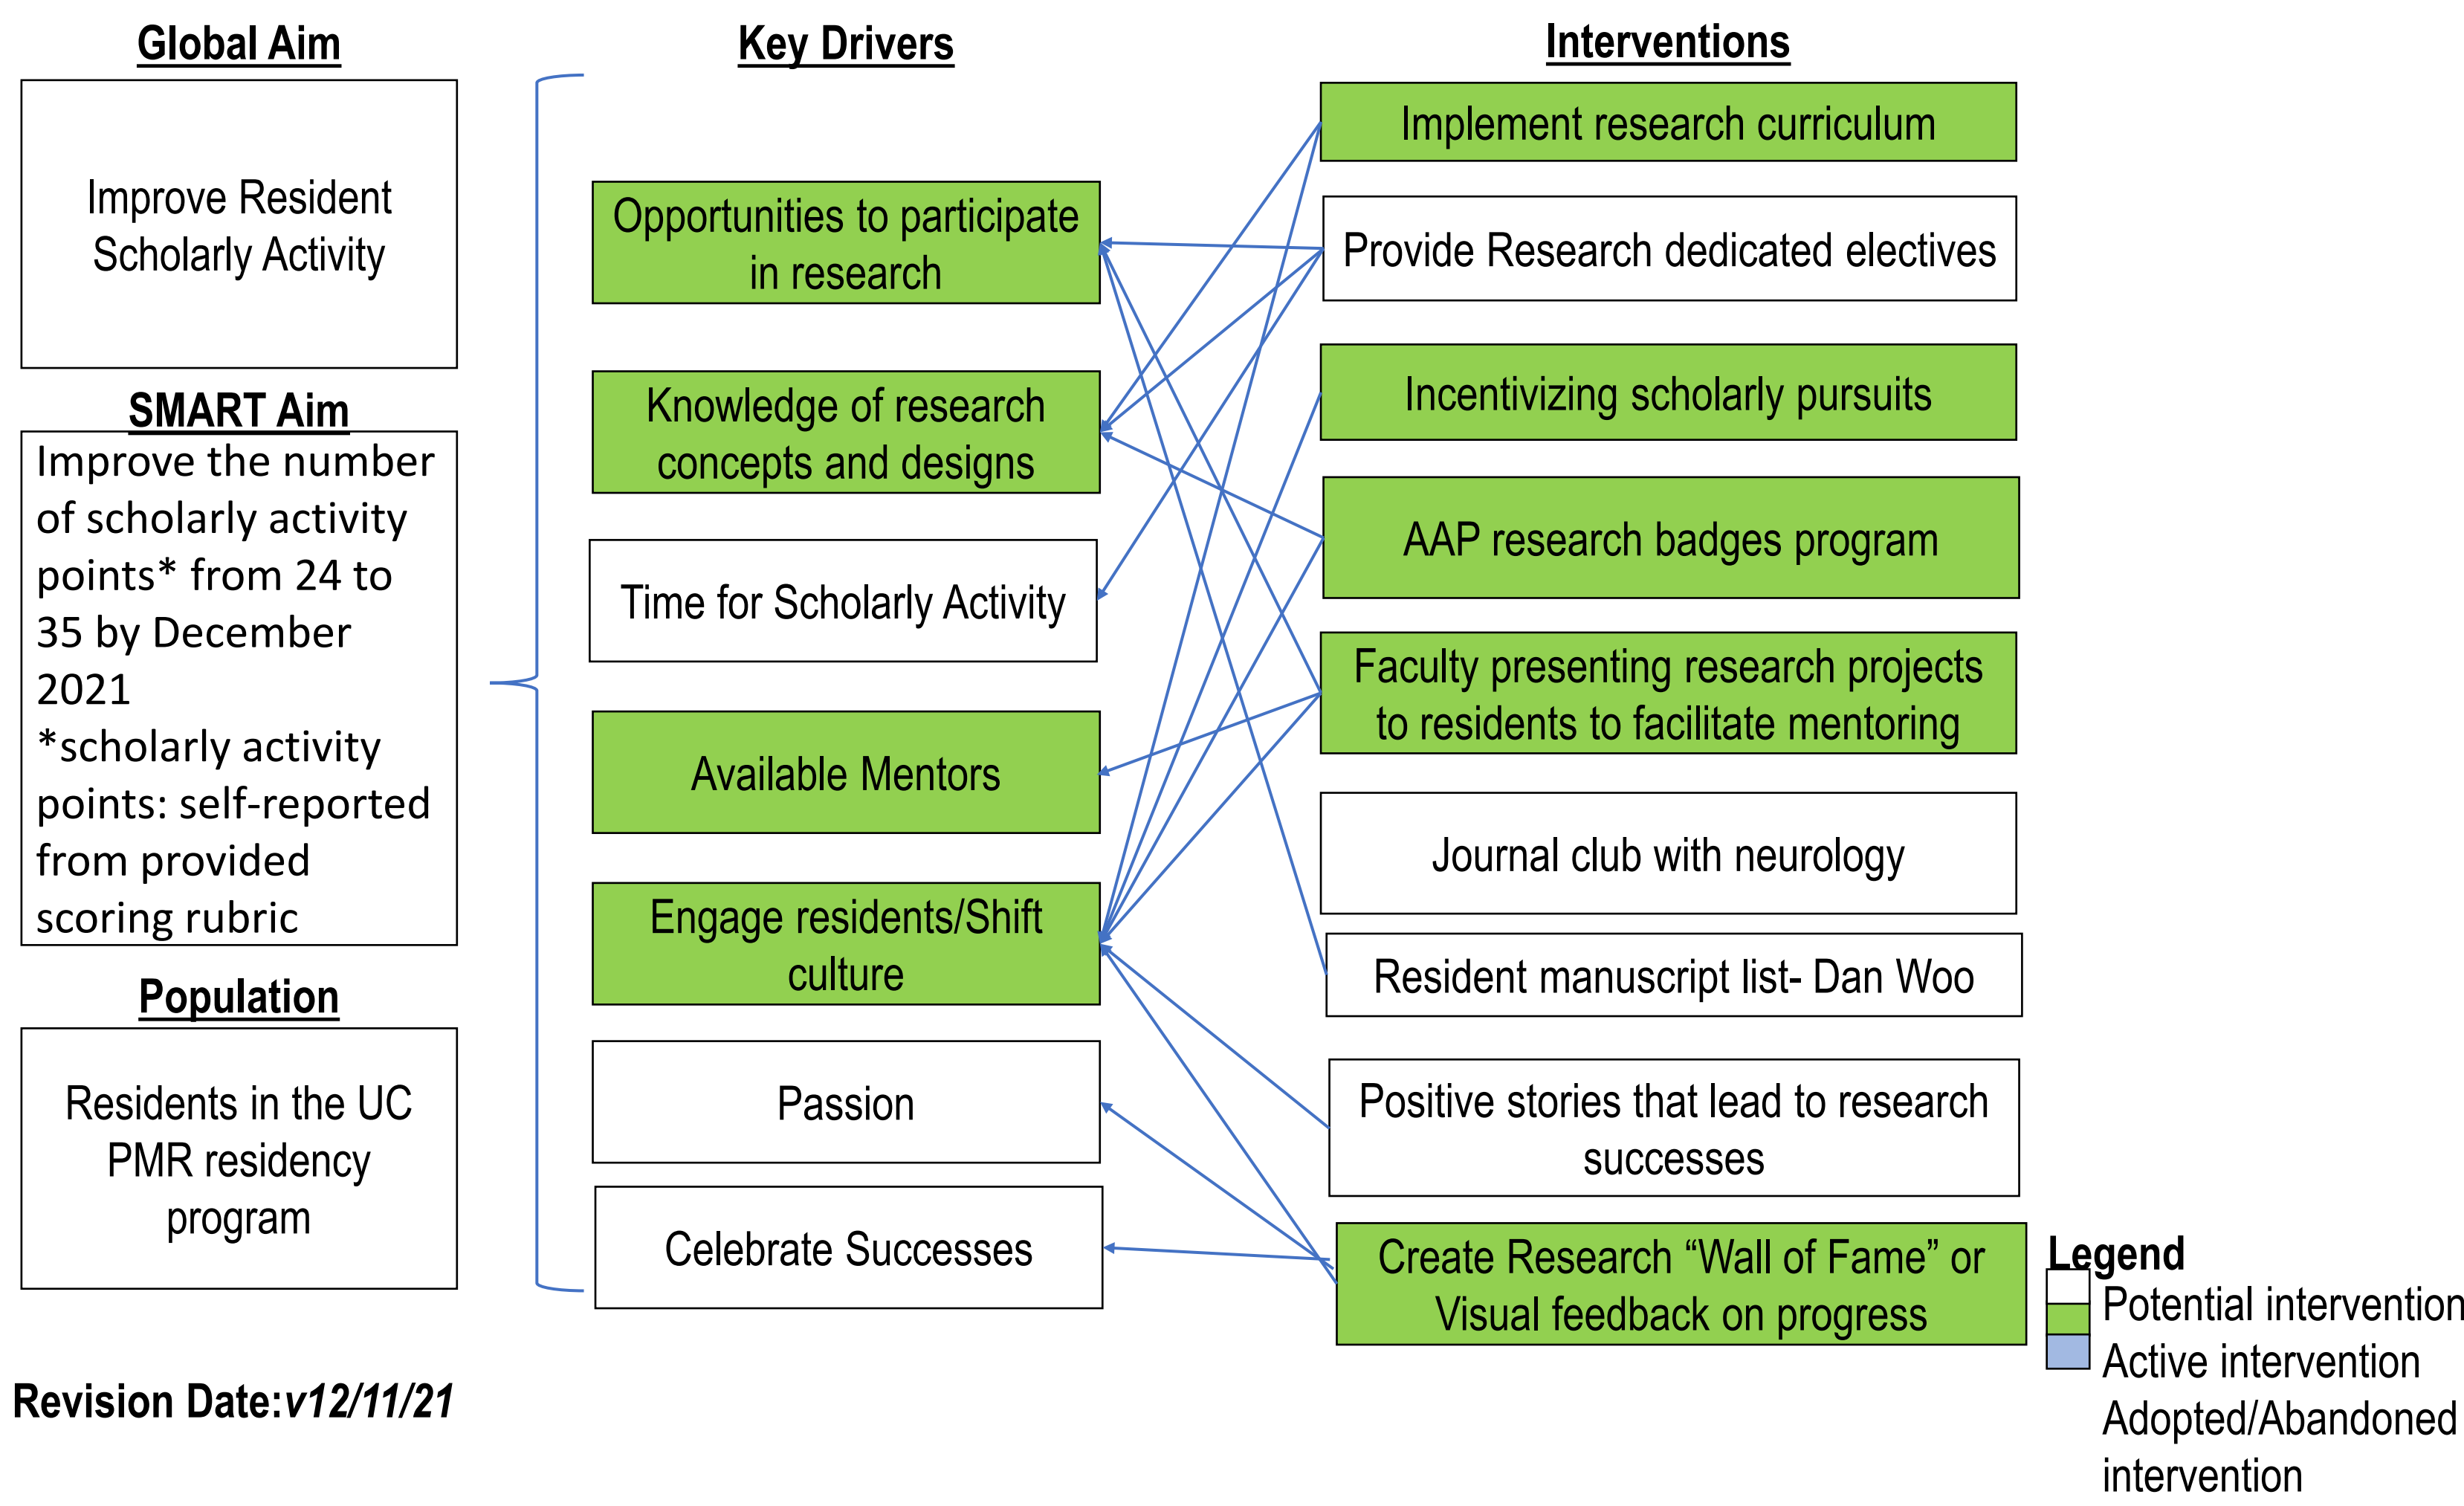 Global Aim
Improve Resident
Scholarly Activity
SMART Aim
Improve the number
of scholarly activity
points* from 24 to
35 by December
2021
*scholarly activity
points: self-reported
from provided
scoring rubric
Population
Residents in the UC
PMR residency
program
Revision Date:v12/11/21
Key Drivers
Opportunities to participate
in research
Knowledge of research
concepts and designs
Time for Scholarly Activity
Available Mentors
Engage residents/Shift
culture
Passion
Celebrate Successes
Interventions
Implement research curriculum
Provide Research dedicated electives
Incentivizing scholarly pursuits
AAP research badges program
Faculty presenting research projects
to residents to facilitate mentoring
Journal club with neurology
Resident manuscript list- Dan Woo
Positive stories that lead to research
successes
Create Research “Wall of Fame” or
Visual feedback on progress
Legend
Potential intervention
Active intervention
Adopted/Abandoned
intervention